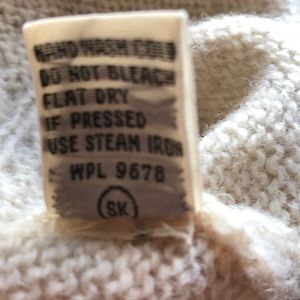 HAND WASH COLD
DO NOT BLEACH
FLAT DRY
IF PRESSED
USE STEAM IRON
WPL 9678
SK